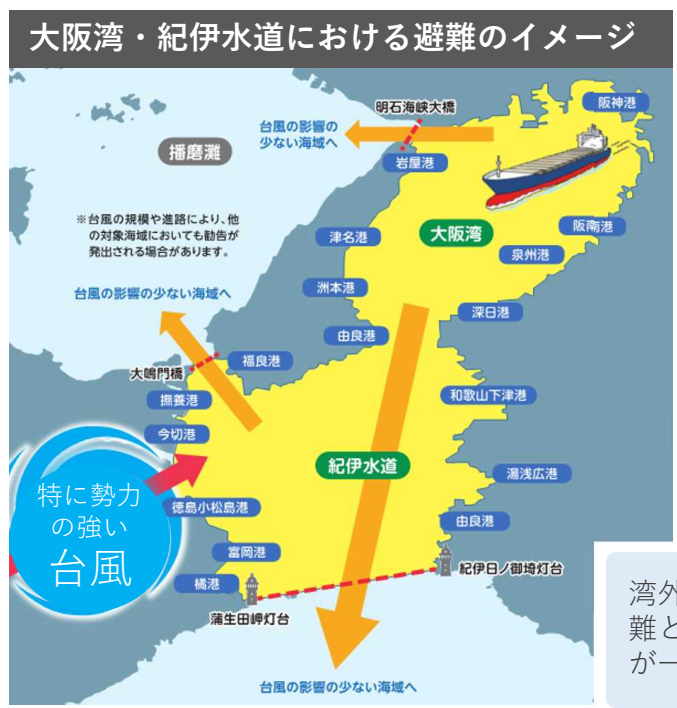 大阪湾・紀伊水道における避難のイメージ
阪神港
明石海峡大橋
台風の影響の
少ない海域へ
播磨灘
岩屋港
※台風の規模や進路により、他
の対象海域においても勧告が
発出される場合があります。
津名港
大阪湾
阪南港
泉州港
洲本港
台風の影響の少ない海域へ
深日港
由良港
福良港
大鳴門橋
撫養港
和歌山下津港
今切港
紀伊水道
湯浅広港
特に勢力
の強い
台風
徳島小松島港
由良港
富岡港
紀伊日ノ御埼灯台
橘港
蒲生田岬灯台
台風の影響の少ない海域へ
湾外
難と
が一